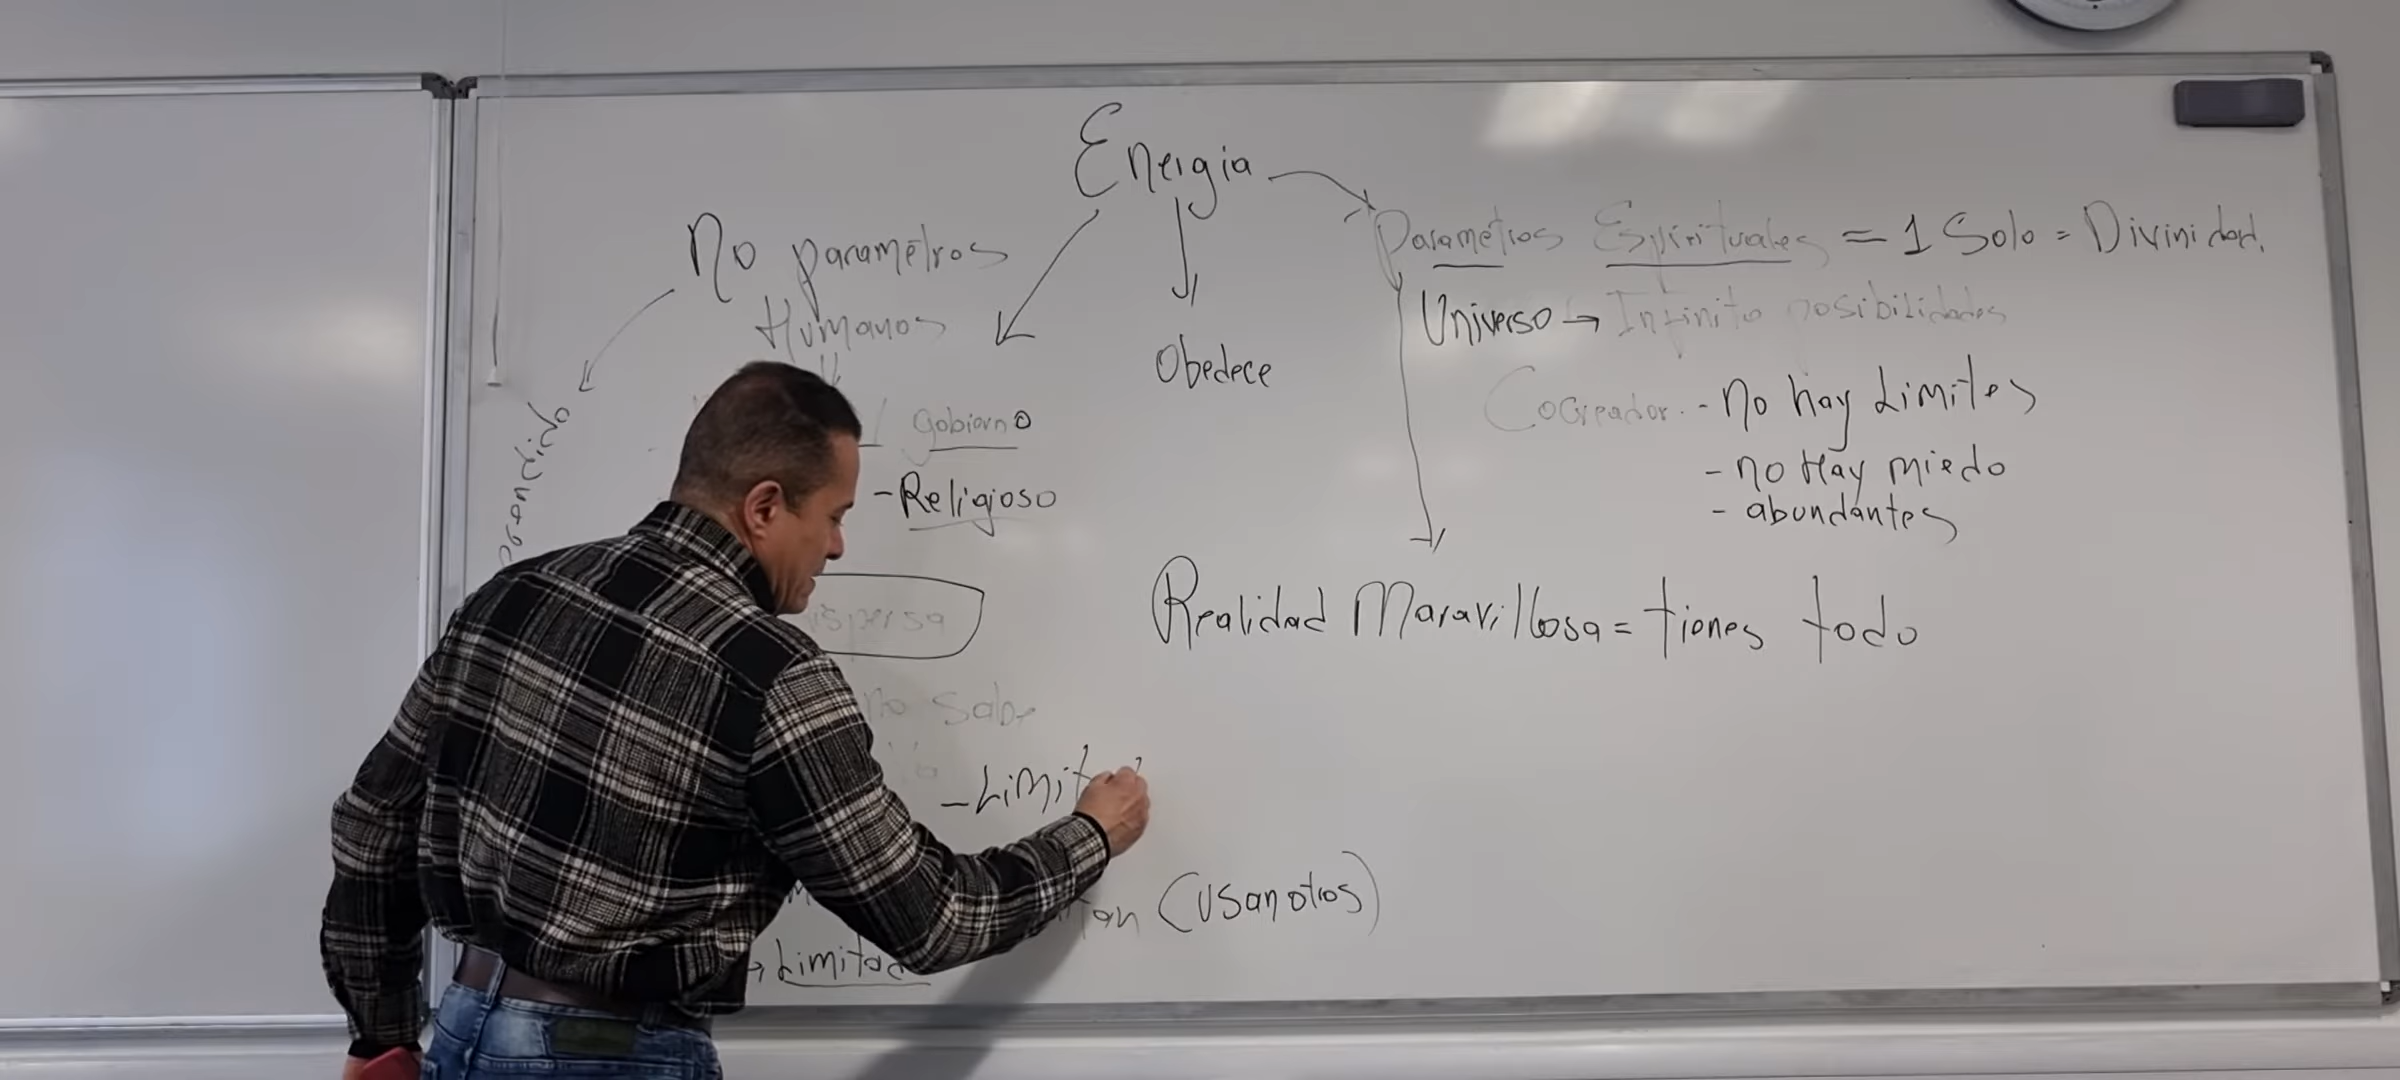 Energia
No parametros
Humanos
Obedece
gobierno
- Religioso
no sabe
- Limit
(usan otros)
→ Limitad
Parametros Espirituales = 1 Solo = Divinidad.
Universo → Infinito posibilidades
Cocreador. - no hay Limites
- no Hay miedo
- abundantes
Realidad Maravillosa = tienes todo